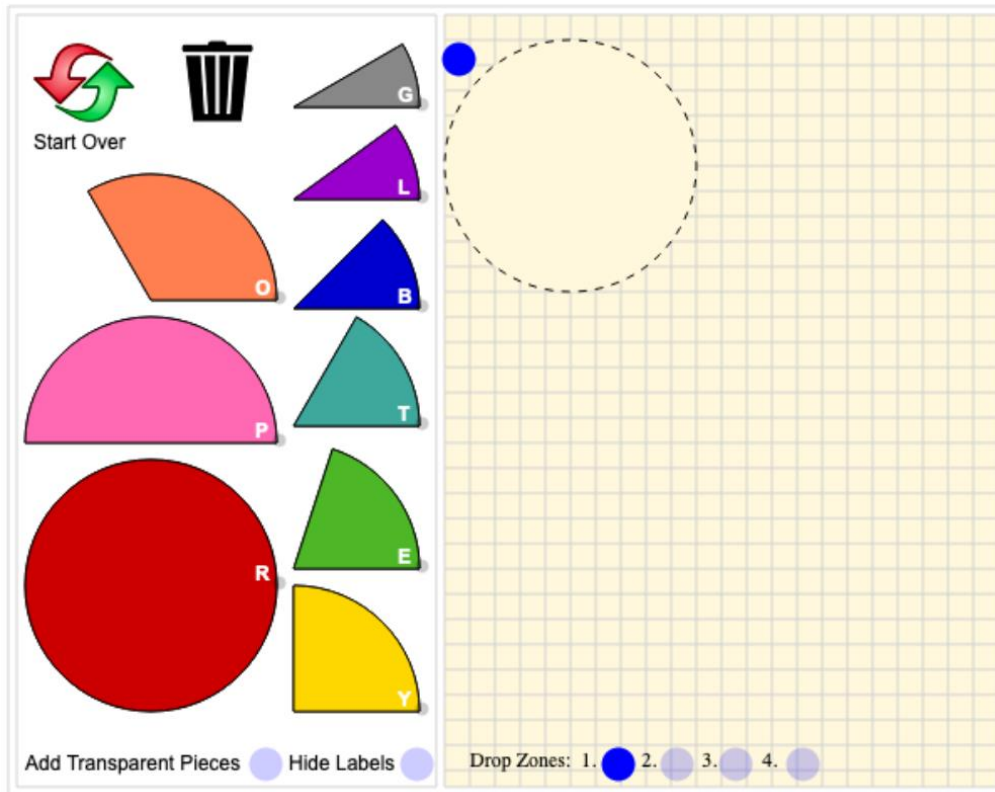 G
Start Over
L
O
B
P
T
R
E
Y
Add Transparent Pieces
Hide Labels
Drop Zones: 1. 2. 3. 4.